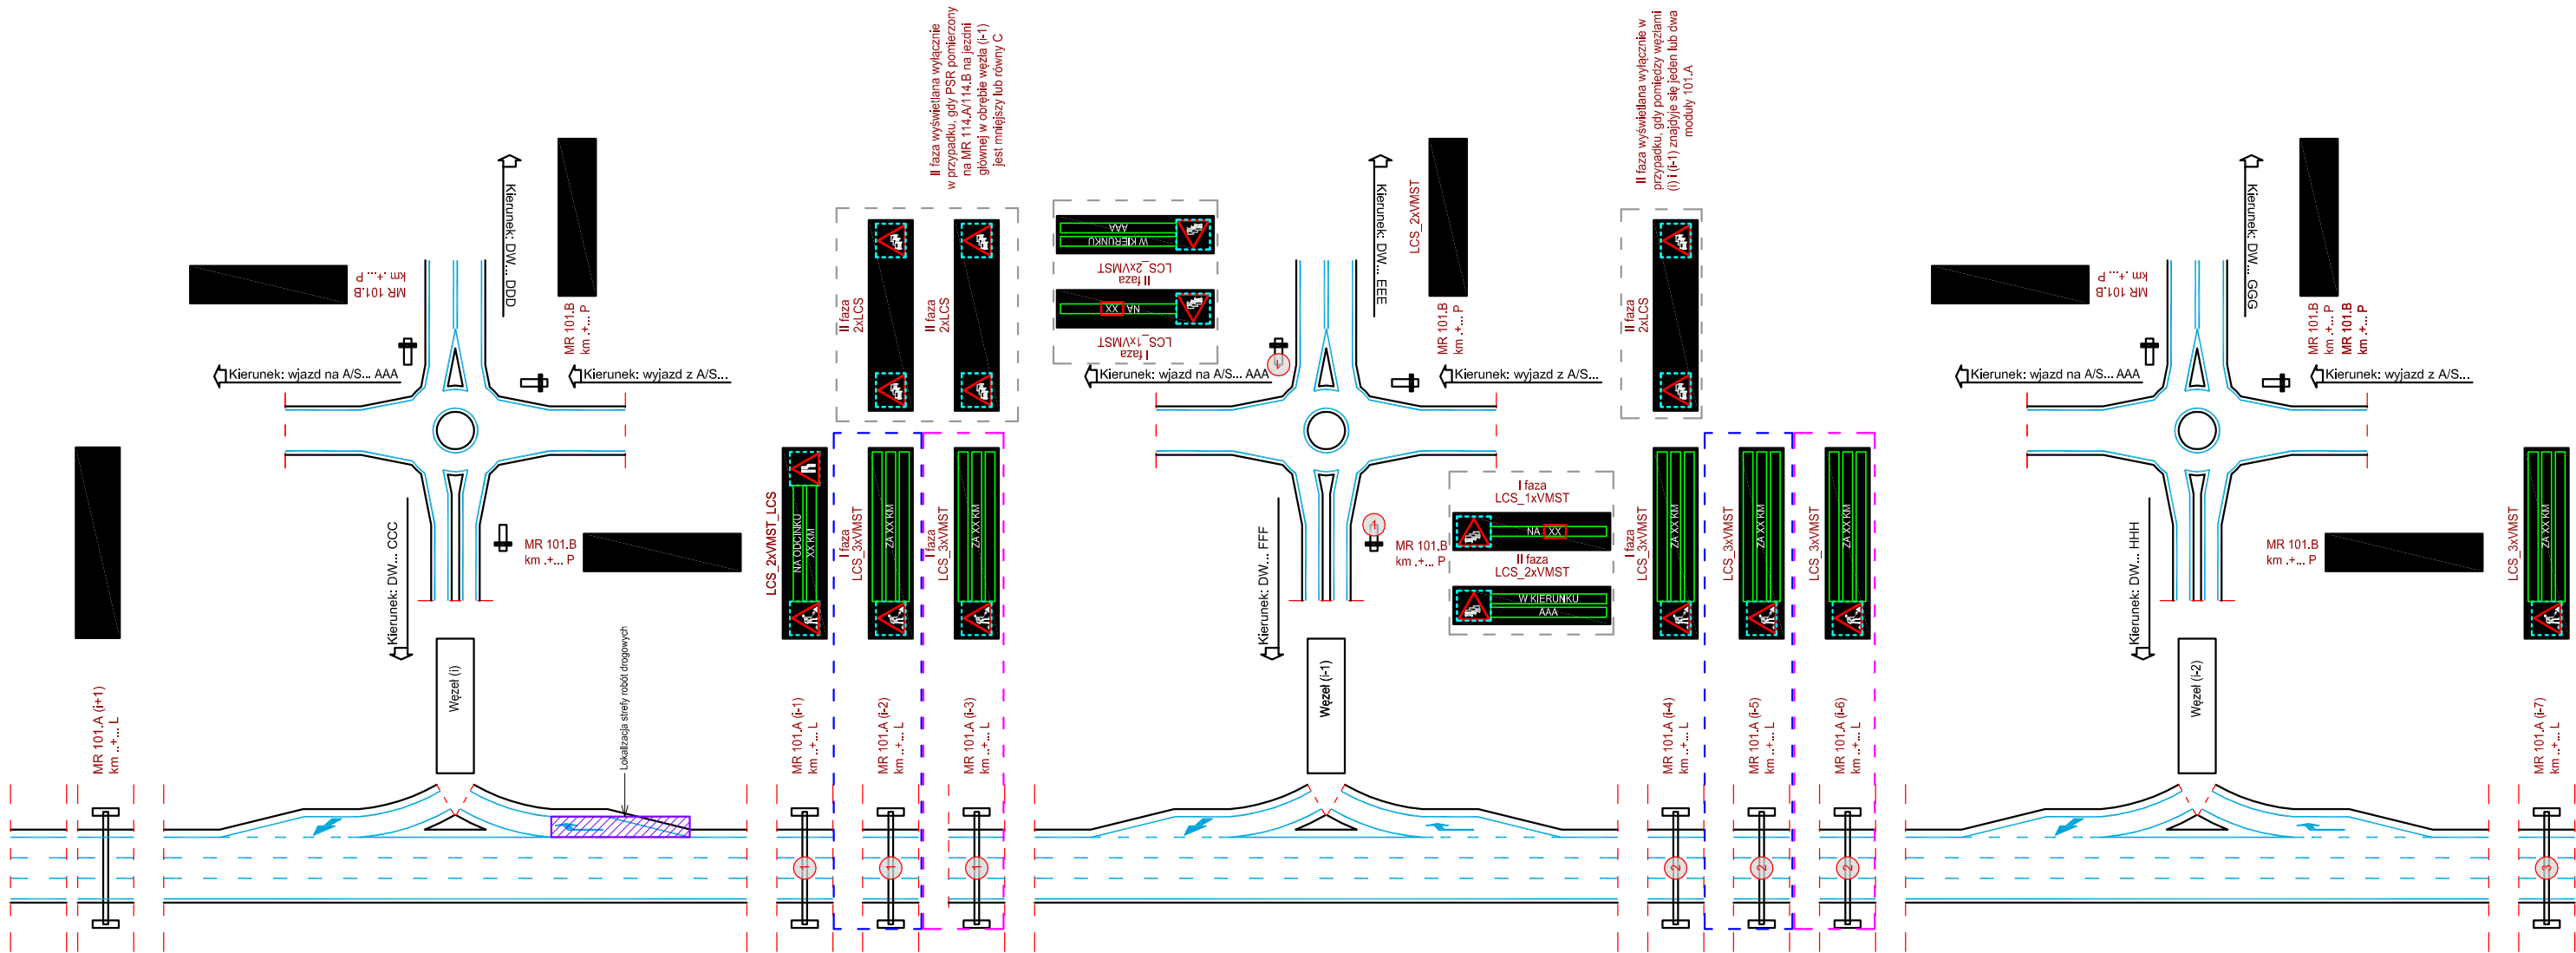 II faza wyświetlana wyłącznie
w przypadku, gdy PSR pomierzony
na MR 114.A/114.B na jezdni
głównej w obrębie węzła (i-1)
jest mniejszy lub równy C
II faza wyświetlana wyłącznie w
przypadku, gdy pomiędzy węzłami
(i) i (i-1) znajdyje się jeden lub dwa
moduły 101.A
MR 101.B
km .+... P
Kierunek: DW... DDD
MR 101.B
km .+... P
Kierunek: wjazd na A/S... AAA
Kierunek: wyjazd z A/S...
Kierunek: DW... CCC
MR 101.B
km .+... P
Węzeł (i)
Lokalizacja strefy robót drogowych
MR 101.A (i+1)
km ..+... L
LCS_2xVMST_LCS
NA ODCINKU
XX KM
MR 101.A (i-1)
km ..+... L
1
II faza
2xLCS
I faza
LCS_3xVMST
ZA XX KM
MR 101.A (i-2)
km ..+... L
1
II faza
2xLCS
I faza
LCS_3xVMST
ZA XX KM
MR 101.A (i-3)
km ..+... L
1
I faza
LCS_1xVMST
NA XX
II faza
LCS_2xVMST
W KIERUNKU
AAA
Kierunek: DW... EEE
LCS_2xVMST
MR 101.B
km .+... P
Kierunek: wjazd na A/S... AAA
Kierunek: wyjazd z A/S...
Kierunek: DW... FFF
MR 101.B
km .+... P
I faza
LCS_1xVMST
NA XX
II faza
LCS_2xVMST
W KIERUNKU
AAA
Węzeł (i-1)
II faza
2xLCS
I faza
LCS_3xVMST
ZA XX KM
MR 101.A (i-4)
km ..+... L
2
LCS_3xVMST
ZA XX KM
MR 101.A (i-5)
km ..+... L
2
LCS_3xVMST
ZA XX KM
MR 101.A (i-6)
km ..+... L
2
MR 101.B
km .+... P
Kierunek: DW... GGG
MR 101.B
km .+... P
MR 101.B
km .+... P
Kierunek: wjazd na A/S... AAA
Kierunek: wyjazd z A/S...
Kierunek: DW... HHH
MR 101.B
km .+... P
Węzeł (i-2)
LCS_3xVMST
ZA XX KM
MR 101.A (i-7)
km ..+... L
3